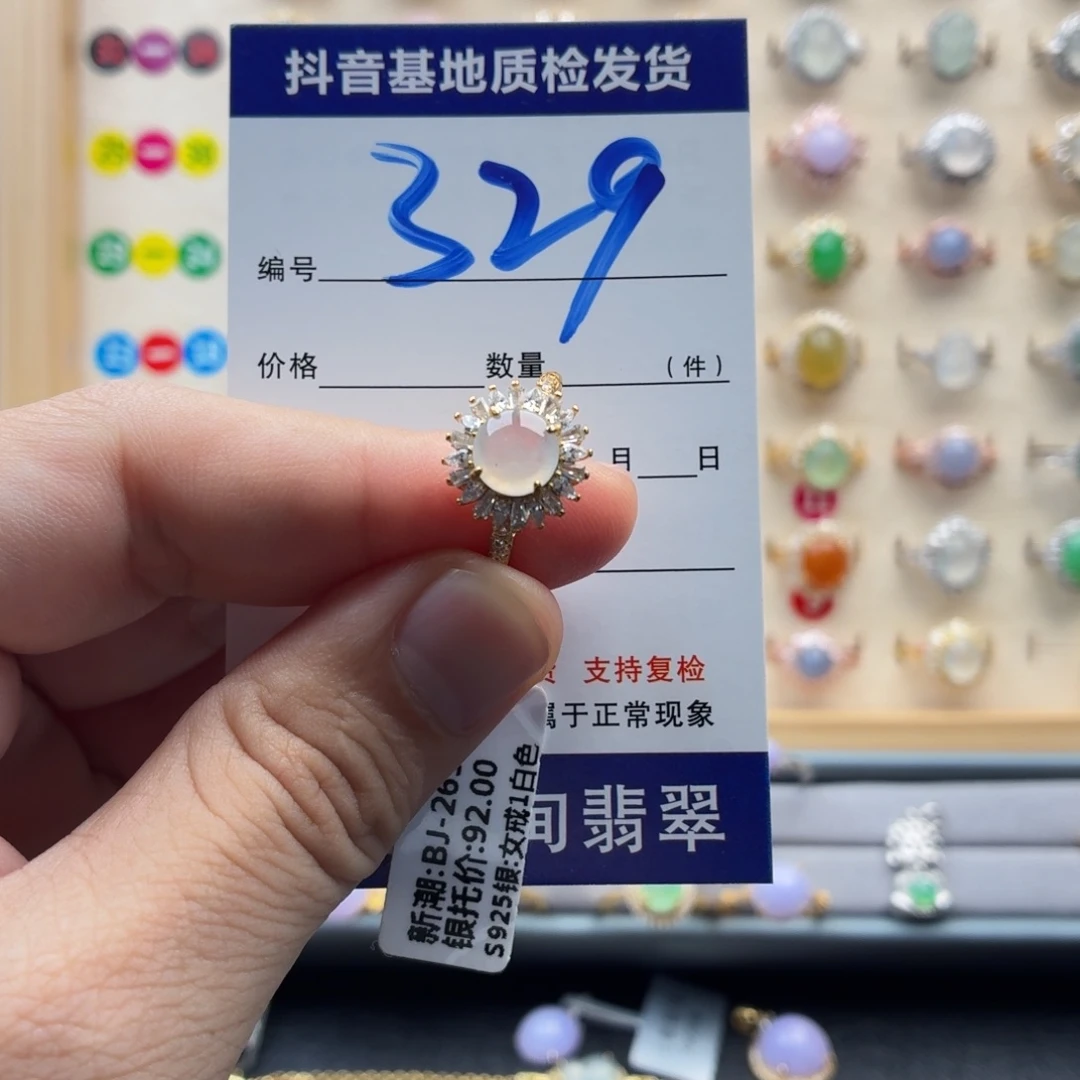 抖音基地质检发货
编号 329
价格 数量 (件)
月 日
支持复检
属于正常现象
翡翠
新潮:BJ-26
银托价:92.00
S925银:女戒1白色